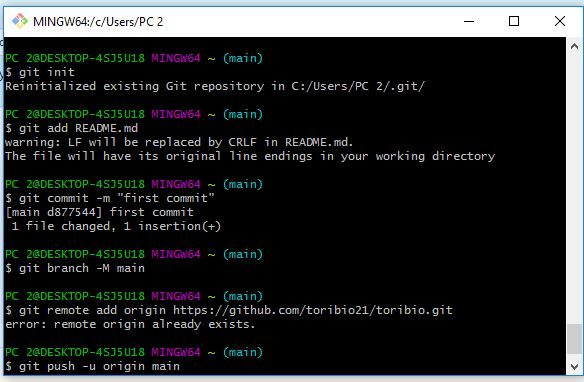 MINGW64:/c/Users/PC 2
PC 2@DESKTOP-4SJ5U18 MINGW64 ~ (main)
$ git init
Reinitialized existing Git repository in C:/Users/PC 2/.git/
PC 2@DESKTOP-4SJ5U18 MINGW64 ~ (main)
$ git add README.md
warning: LF will be replaced by CRLF in README.md.
The file will have its original line endings in your working directory
PC 2@DESKTOP-4SJ5U18 MINGW64 ~ (main)
$ git commit -m "first commit"
[main d877544] first commit
 1 file changed, 1 insertion(+)
PC 2@DESKTOP-4SJ5U18 MINGW64 ~ (main)
$ git branch -M main
PC 2@DESKTOP-4SJ5U18 MINGW64 ~ (main)
$ git remote add origin https://github.com/toribio21/toribio.git
error: remote origin already exists.
PC 2@DESKTOP-4SJ5U18 MINGW64 ~ (main)
$ git push -u origin main